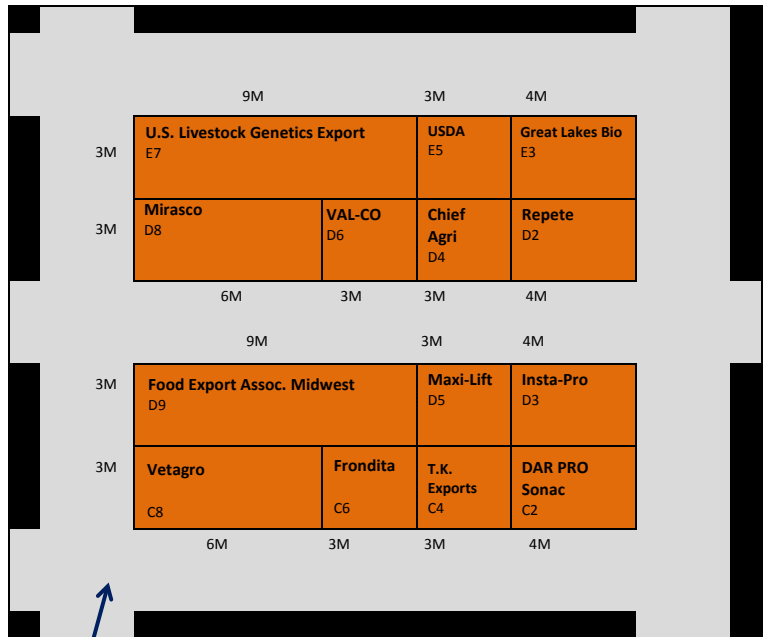 9M 3M 4M
3M U.S. Livestock Genetics Export USDA Great Lakes Bio
E7 E5 E3
3M Mirasco VAL-CO Chief Repete
D8 D6 Agri D2
D4
6M 3M 3M 4M
9M 3M 4M
3M Food Export Assoc. Midwest Maxi-Lift Insta-Pro
D9 D5 D3
3M Vetagro Frondita T.K. DAR PRO
Exports Sonac
C8 C6 C4 C2
6M 3M 3M 4M